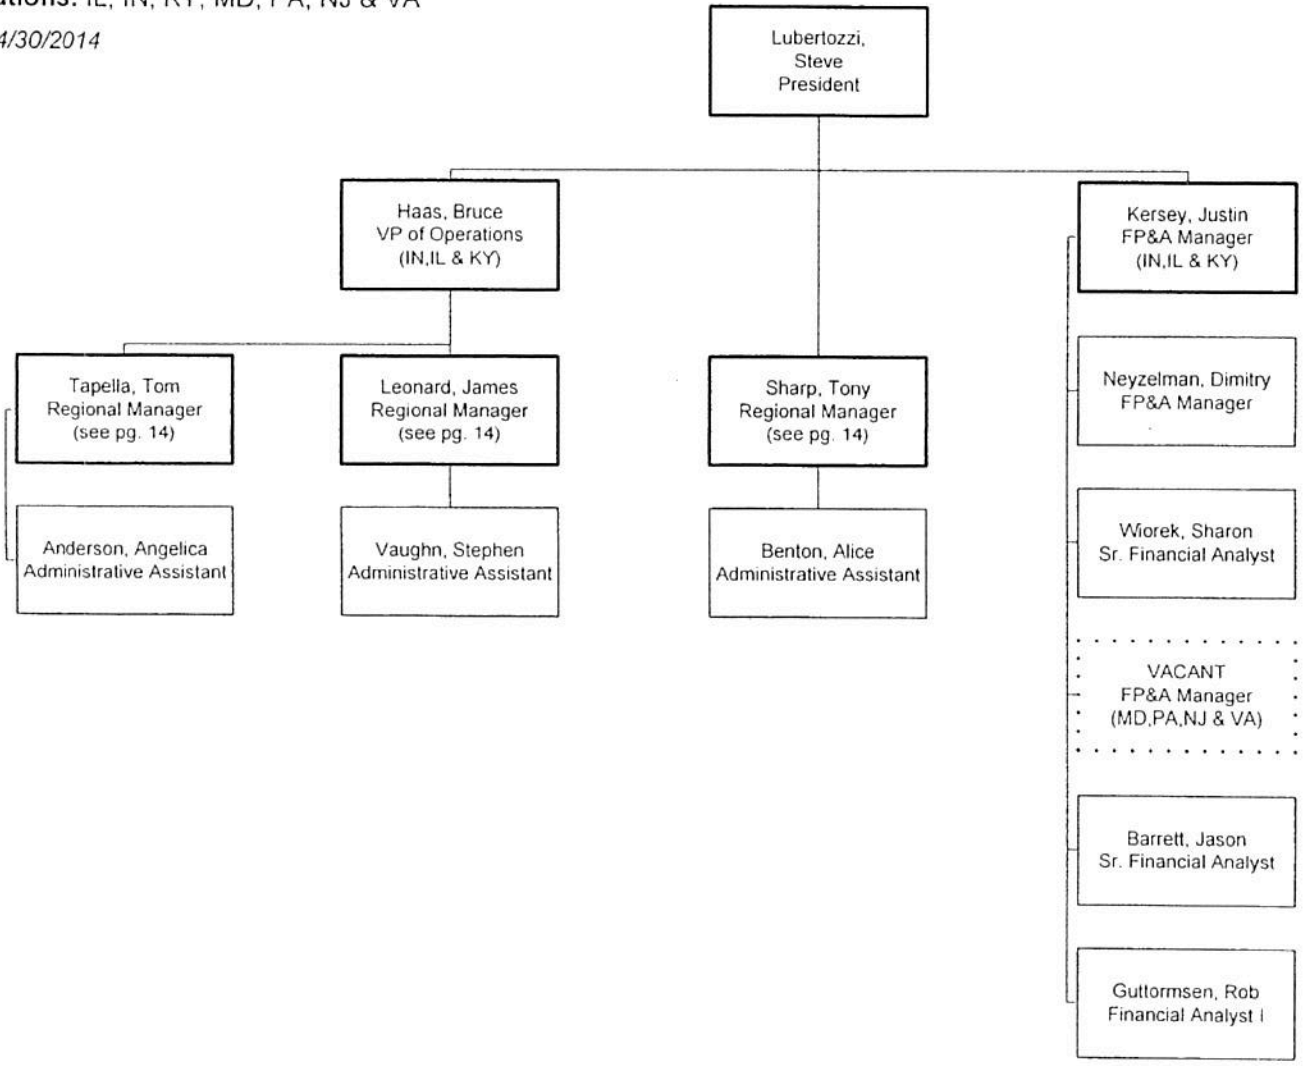 IL, IN, KY, MD, PA, NJ & VA
4/30/2014
Lubertozzi,
Steve
President
Haas, Bruce
VP of Operations
(IN,IL & KY)
Kersey, Justin
FP&A Manager
(IN,IL & KY)
Tapella, Tom
Regional Manager
(see pg. 14)
Leonard, James
Regional Manager
(see pg. 14)
Sharp, Tony
Regional Manager
(see pg. 14)
Neyzelman, Dimitry
FP&A Manager
Anderson, Angelica
Administrative Assistant
Vaughn, Stephen
Administrative Assistant
Benton, Alice
Administrative Assistant
Wiorek, Sharon
Sr. Financial Analyst
VACANT
FP&A Manager
(MD,PA,NJ & VA)
Barrett, Jason
Sr. Financial Analyst
Guttormsen, Rob
Financial Analyst I